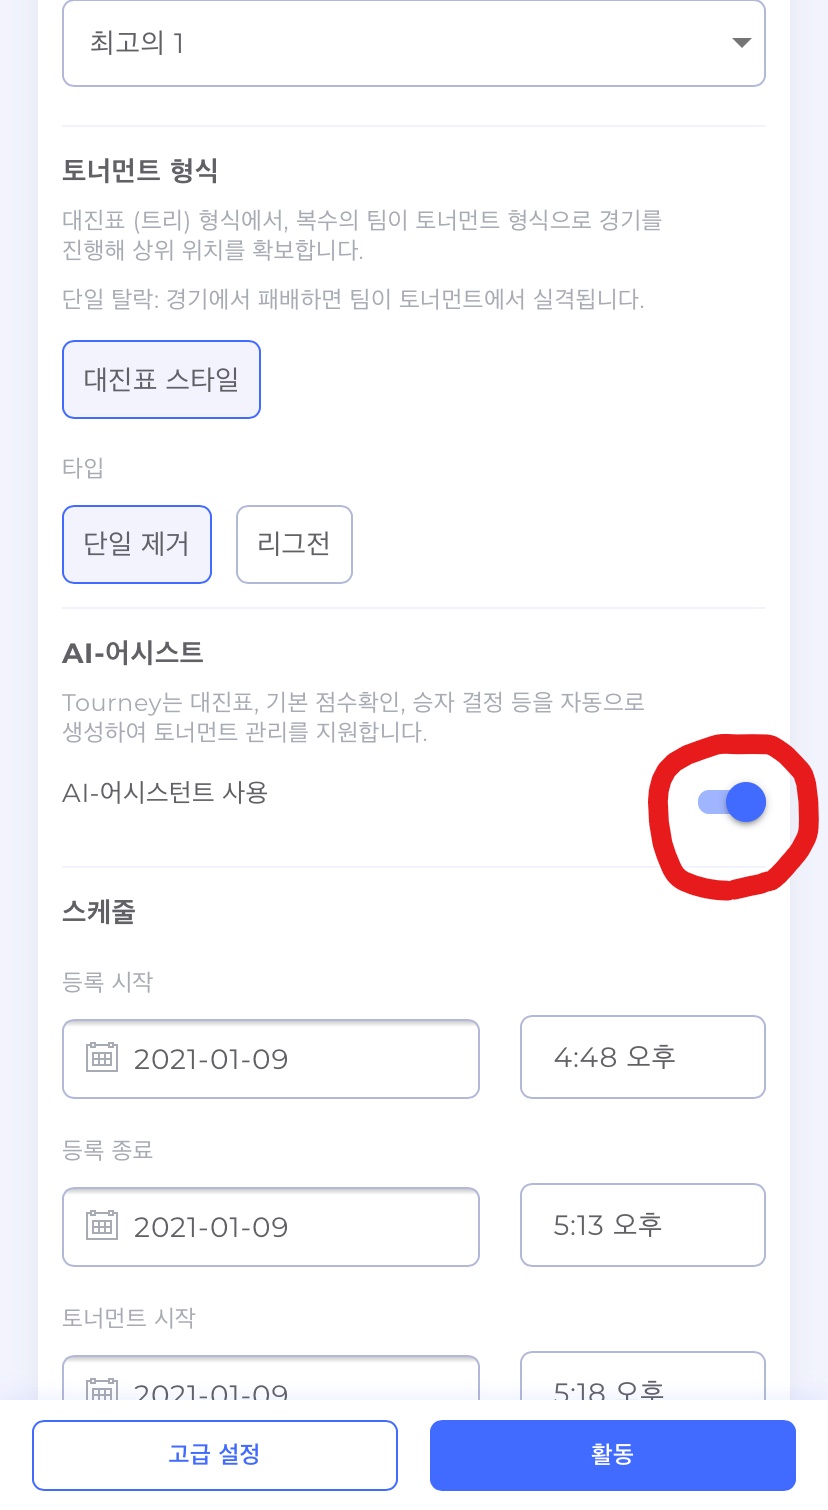 최고의 1
토너먼트 형식
대진표 (트리) 형식에서, 복수의 팀이 토너먼트 형식으로 경기를
진행해 상위 위치를 확보합니다.
단일 탈락: 경기에서 패배하면 팀이 토너먼트에서 실격됩니다.
대진표 스타일
타입
단일 제거
리그전
AI-어시스트
Tourney는 대진표, 기본 점수확인, 승자 결정 등을 자동으로
생성하여 토너먼트 관리를 지원합니다.
AI-어시스턴트 사용
스케줄
등록 시작
2021-01-09
4:48 오후
등록 종료
2021-01-09
5:13 오후
토너먼트 시작
2021-01-09
5:18 오후
고급 설정
활동